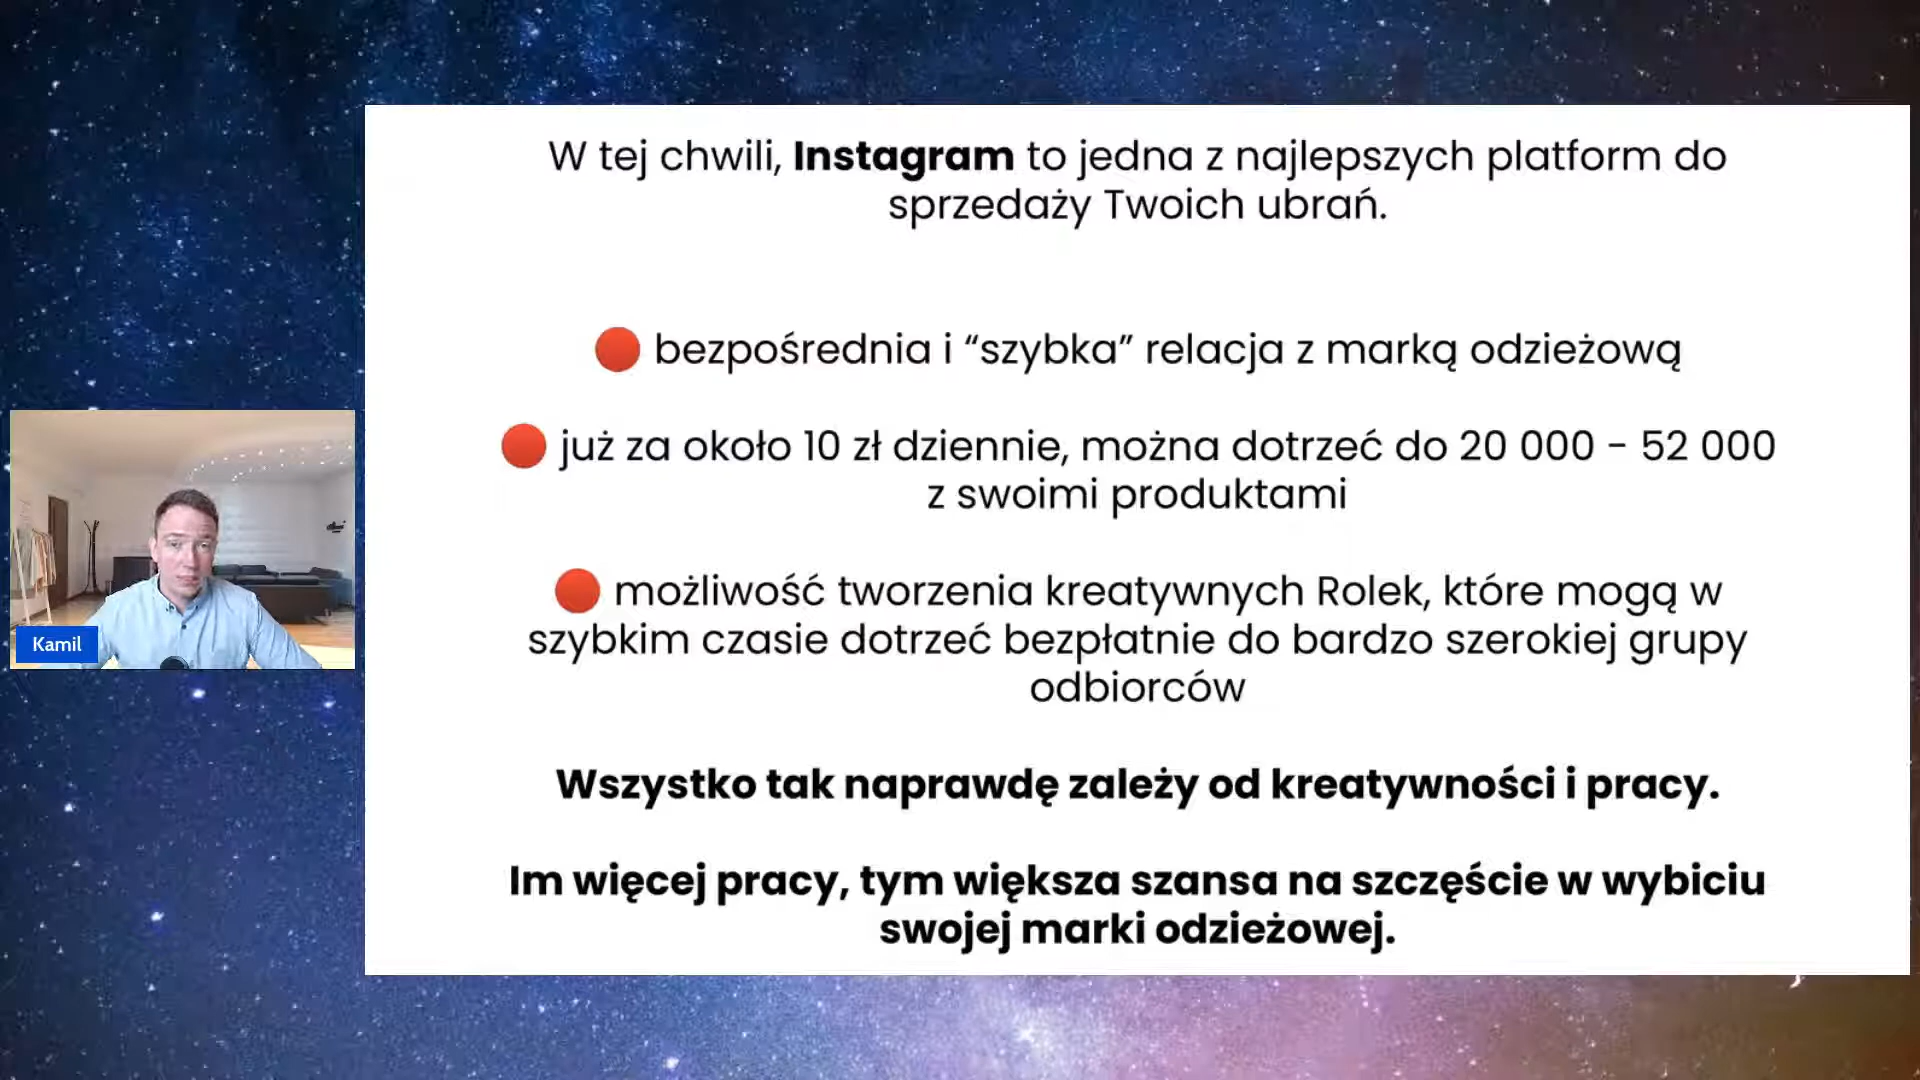 W tej chwili, Instagram to jedna z najlepszych platform do
sprzedaży Twoich ubrań.
🔴 bezpośrednia i “szybka” relacja z marką odzieżową
🔴 już za około 10 zł dziennie, można dotrzeć do 20 000 - 52 000
z swoimi produktami
🔴 możliwość tworzenia kreatywnych Rolek, które mogą w
szybkim czasie dotrzeć bezpłatnie do bardzo szerokiej grupy
odbiorców
Wszystko tak naprawdę zależy od kreatywności i pracy.
Im więcej pracy, tym większa szansa na szczęście w wybiciu
swojej marki odzieżowej.
Kamil